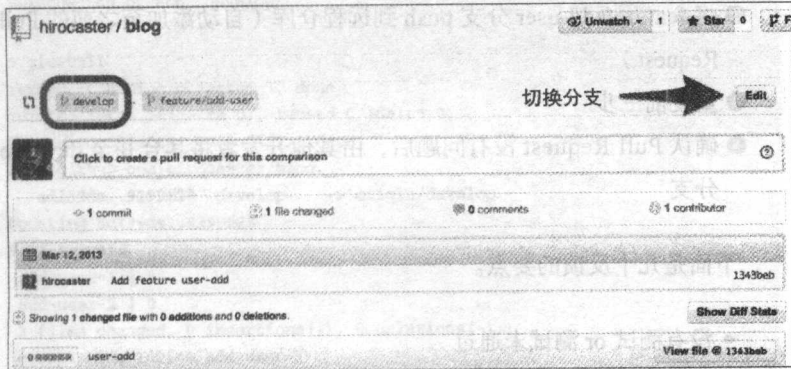 hirocaster / blog
Unwatch
1
Star
0
F
develop
feature/add-user
切换分支
Edit
Click to create a pull request for this comparison
1 commit
1 file changed
0 comments
1 contributor
Mar 12, 2013
hirocaster Add feature user-add
1343beb
Showing 1 changed file with 0 additions and 0 deletions.
Show Diff Stats
user-add
View file @ 1343beb